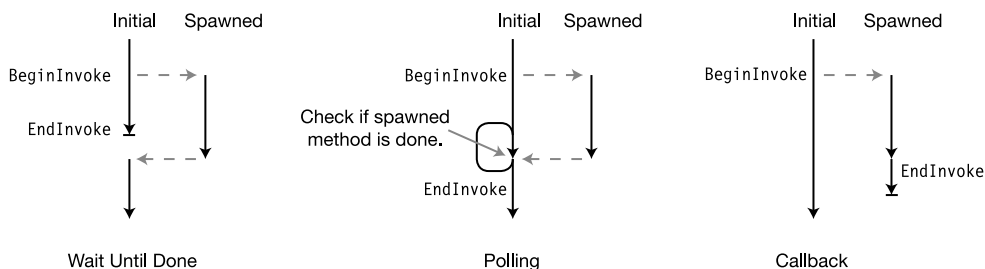 Initial Spawned
BeginInvoke
EndInvoke
Wait Until Done
Initial Spawned
BeginInvoke
Check if spawned
method is done.
EndInvoke
Polling
Initial Spawned
BeginInvoke
EndInvoke
Callback